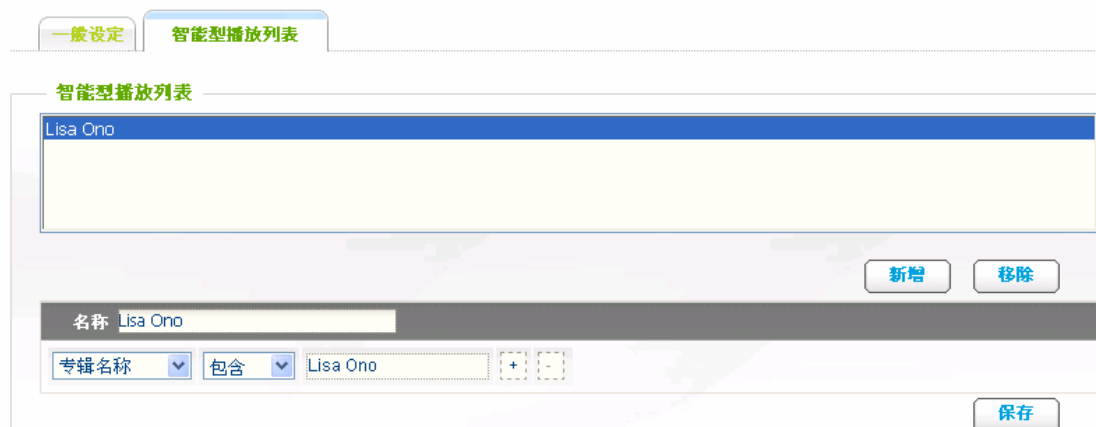 一般设定 智能型播放列表
智能型播放列表
Lisa Ono
新增 移除
名称 Lisa Ono
专辑名称 包含 Lisa Ono + -
保存